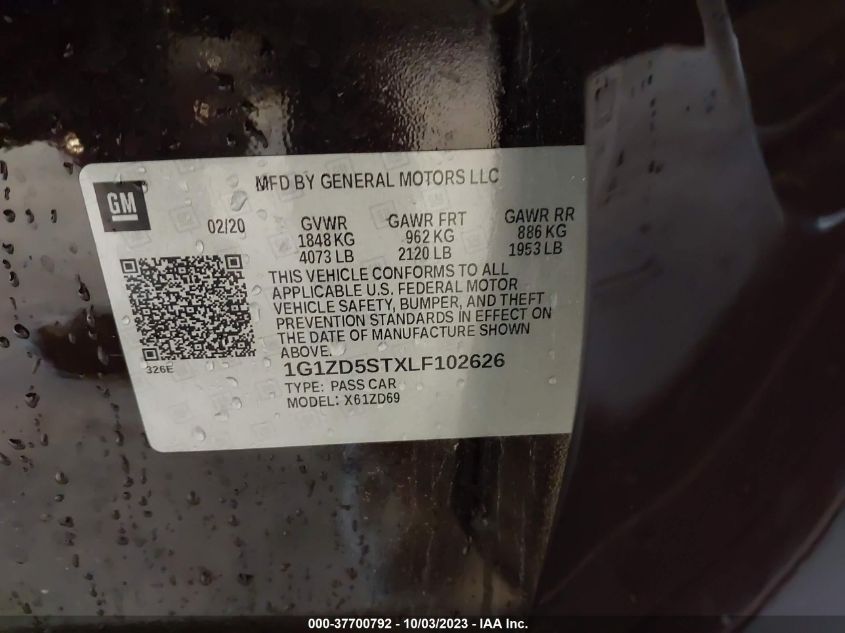 MFD BY GENERAL MOTORS LLC
GM
02/20 GVWR GAWR FRT GAWR RR
1848 KG 962 KG 886 KG
4073 LB 2120 LB 1953 LB
THIS VEHICLE CONFORMS TO ALL
APPLICABLE U.S. FEDERAL MOTOR
VEHICLE SAFETY, BUMPER, AND THEFT
PREVENTION STANDARDS IN EFFECT ON
THE DATE OF MANUFACTURE SHOWN
ABOVE.
326E
1G1ZD5STXLF102626
TYPE: PASS CAR
MODEL: X61ZD69
000-37700792 - 10/03/2023 - IAA Inc.